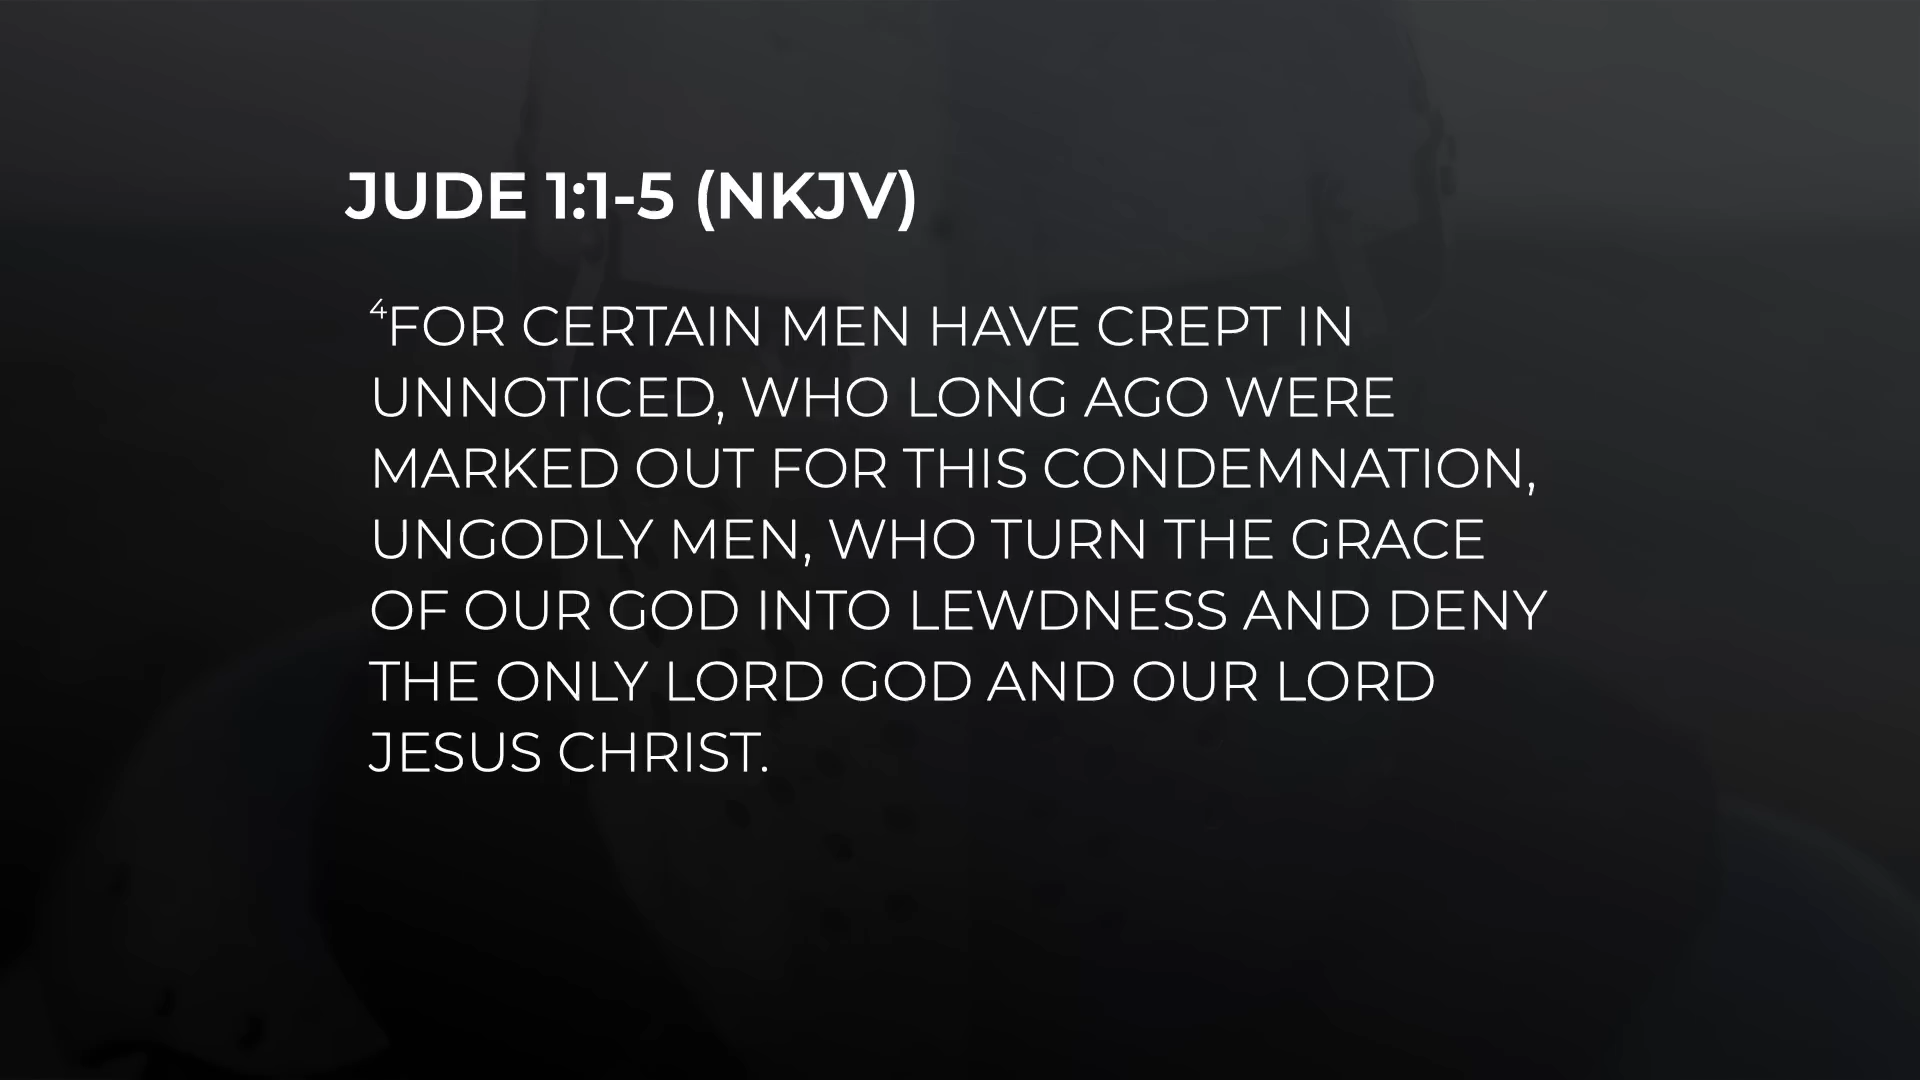 JUDE 1:1-5 (NKJV)
4FOR CERTAIN MEN HAVE CREPT IN
UNNOTICED, WHO LONG AGO WERE
MARKED OUT FOR THIS CONDEMNATION,
UNGODLY MEN, WHO TURN THE GRACE
OF OUR GOD INTO LEWDNESS AND DENY
THE ONLY LORD GOD AND OUR LORD
JESUS CHRIST.